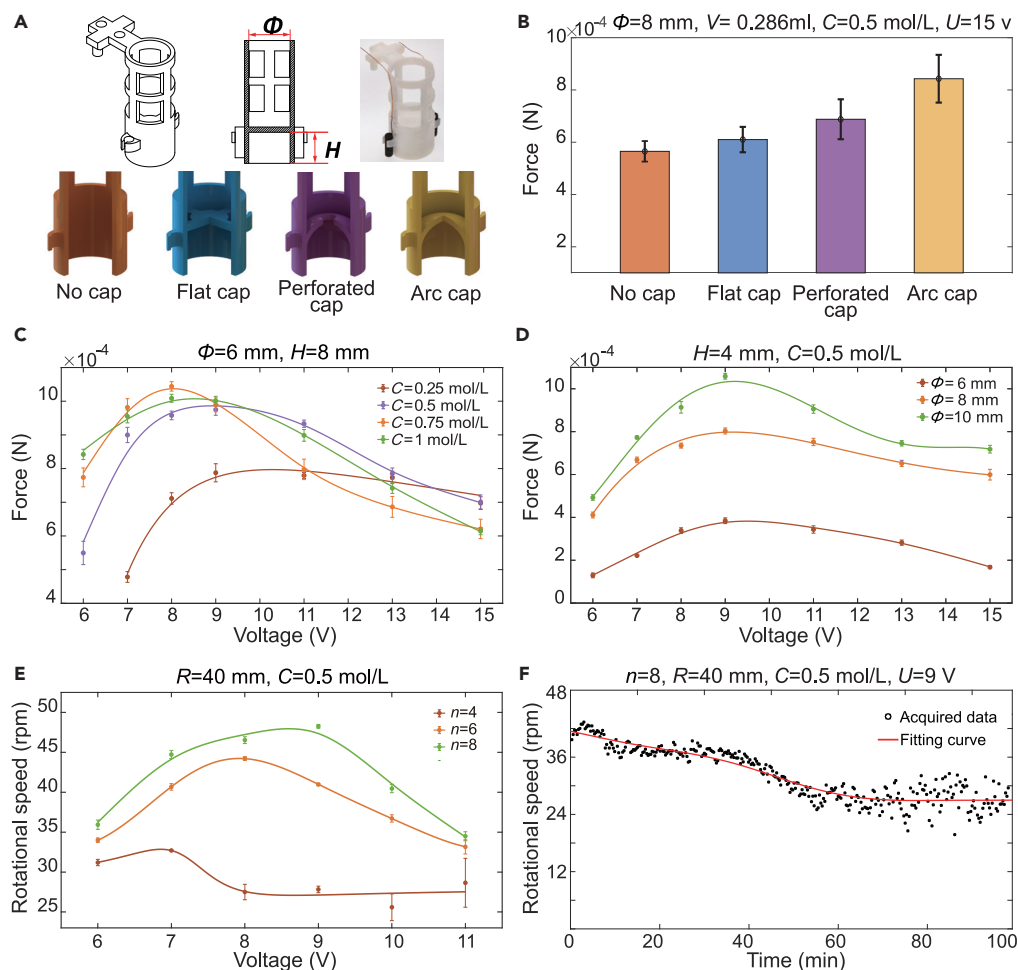 A
Φ
H
No cap
Flat cap
Perforated cap
Arc cap
B
Φ=8 mm, V= 0.286ml, C=0.5 mol/L, U=15 v
×10⁻⁴
10
8
6
4
2
Force (N)
No cap
Flat cap
Perforated cap
Arc cap
C
Φ=6 mm, H=8 mm
×10⁻⁴
10
8
6
4
Force (N)
C=0.25 mol/L
C=0.5 mol/L
C=0.75 mol/L
C=1 mol/L
6 7 8 9 10 11 12 13 14 15
Voltage (V)
D
H=4 mm, C=0.5 mol/L
×10⁻⁴
10
8
6
4
2
0
Force (N)
Φ= 6 mm
Φ= 8 mm
Φ=10 mm
6 7 8 9 10 11 12 13 14 15
Voltage (V)
E
R=40 mm, C=0.5 mol/L
50
45
40
35
30
25
Rotational speed (rpm)
n=4
n=6
n=8
6 7 8 9 10 11
Voltage (V)
F
n=8, R=40 mm, C=0.5 mol/L, U=9 V
48
36
24
12
Rotational speed (rpm)
Acquired data
Fitting curve
0 20 40 60 80 100
Time (min)